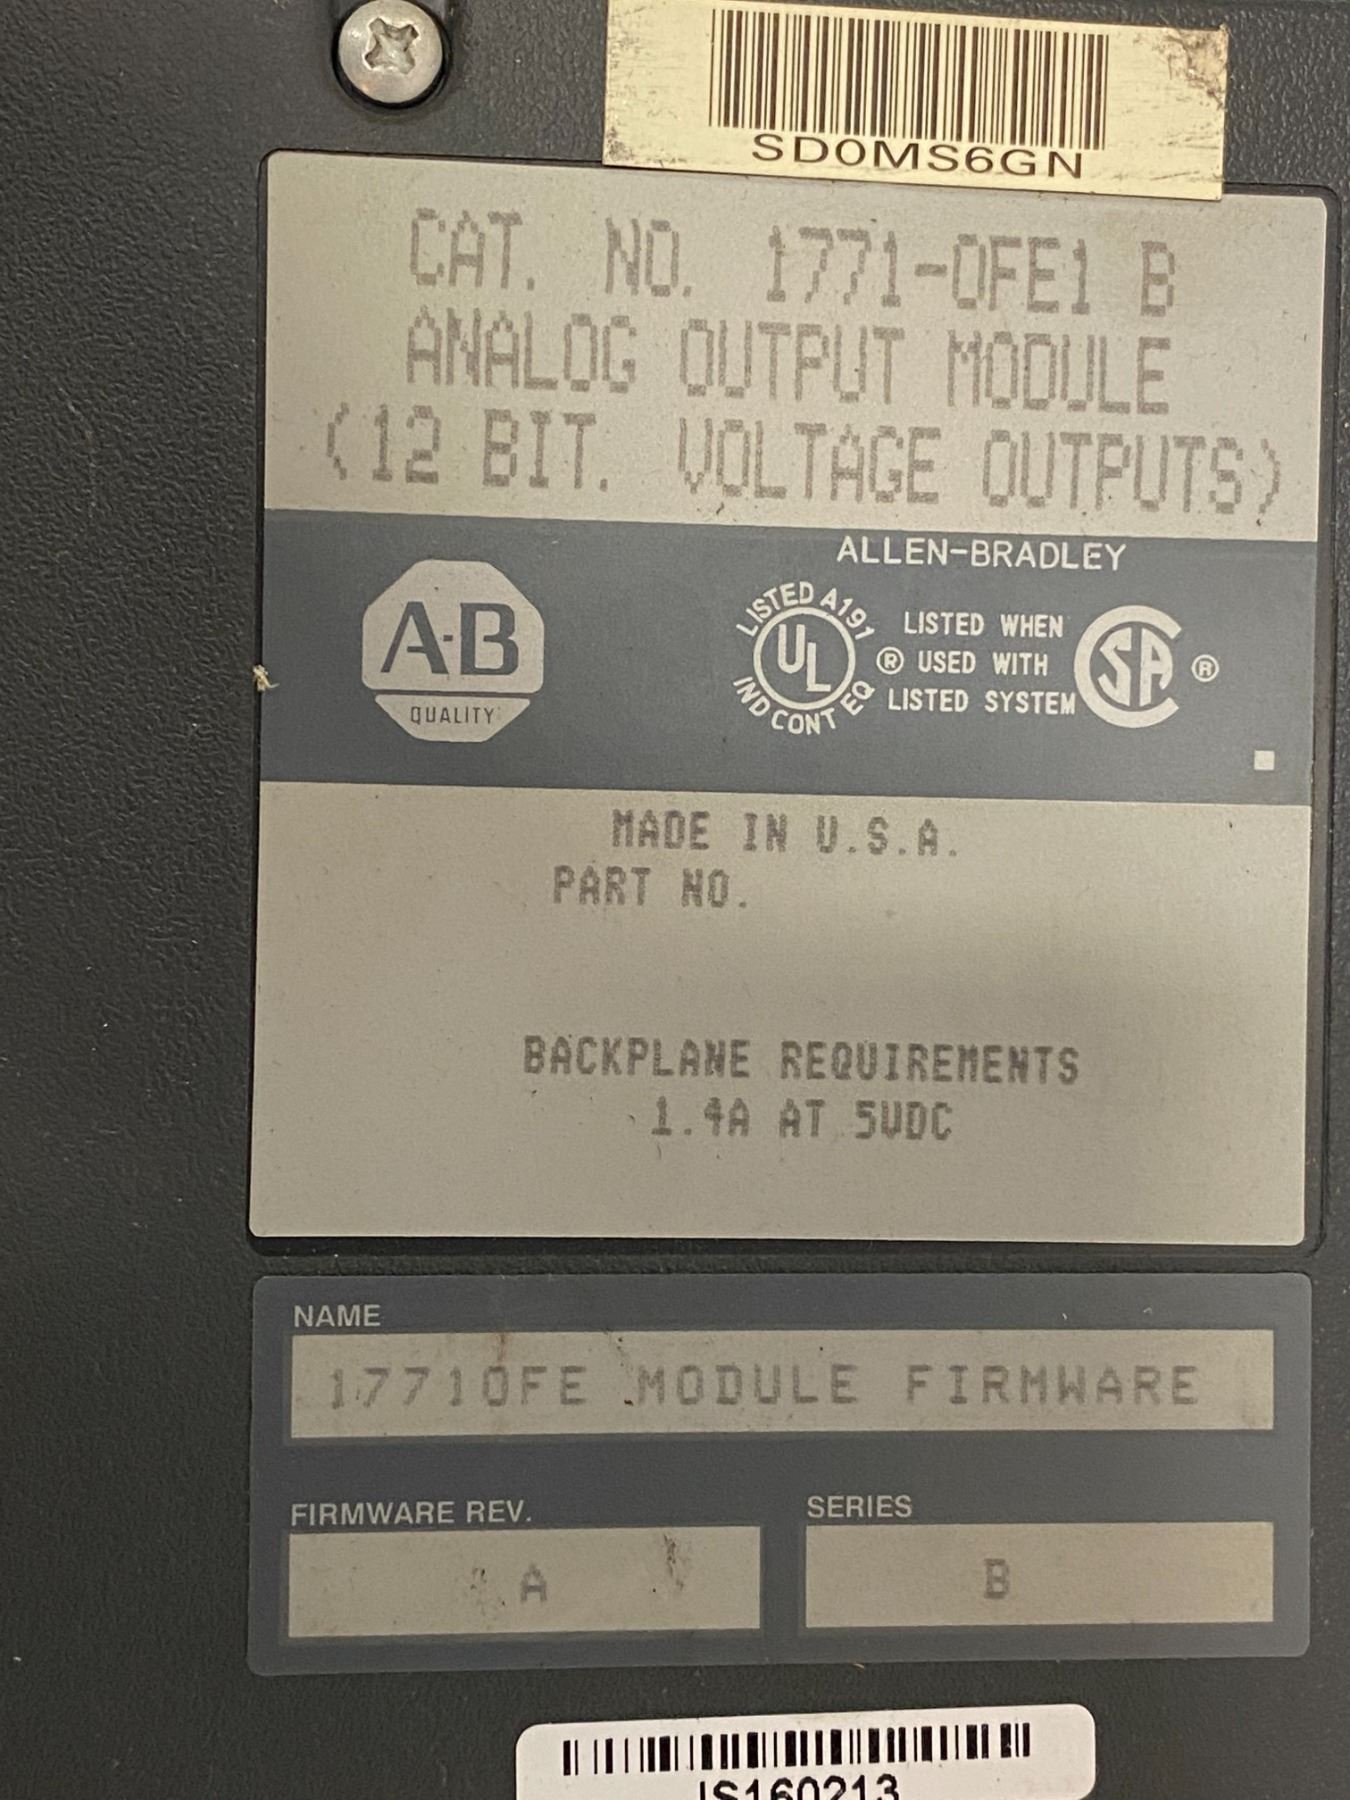 SD0MS6GN
CAT. NO. 1771-OFE1 B
ANALOG OUTPUT MODULE
(12 BIT. VOLTAGE OUTPUTS)
ALLEN-BRADLEY
A-B
QUALITY
LISTED A191
UL
IND CONT EQ
® LISTED WHEN
USED WITH
LISTED SYSTEM
SA ®
MADE IN U.S.A.
PART NO.
BACKPLANE REQUIREMENTS
1.4A AT 5VDC
NAME
1771OFE MODULE FIRMWARE
FIRMWARE REV.
A
SERIES
B
IS160213